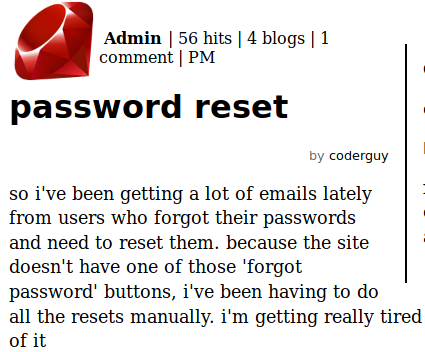 Admin | 56 hits | 4 blogs | 1
comment | PM
password reset
by coderguy
so i've been getting a lot of emails lately
from users who forgot their passwords
and need to reset them. because the site
doesn't have one of those 'forgot
password' buttons, i've been having to do
all the resets manually. i'm getting really tired
of it